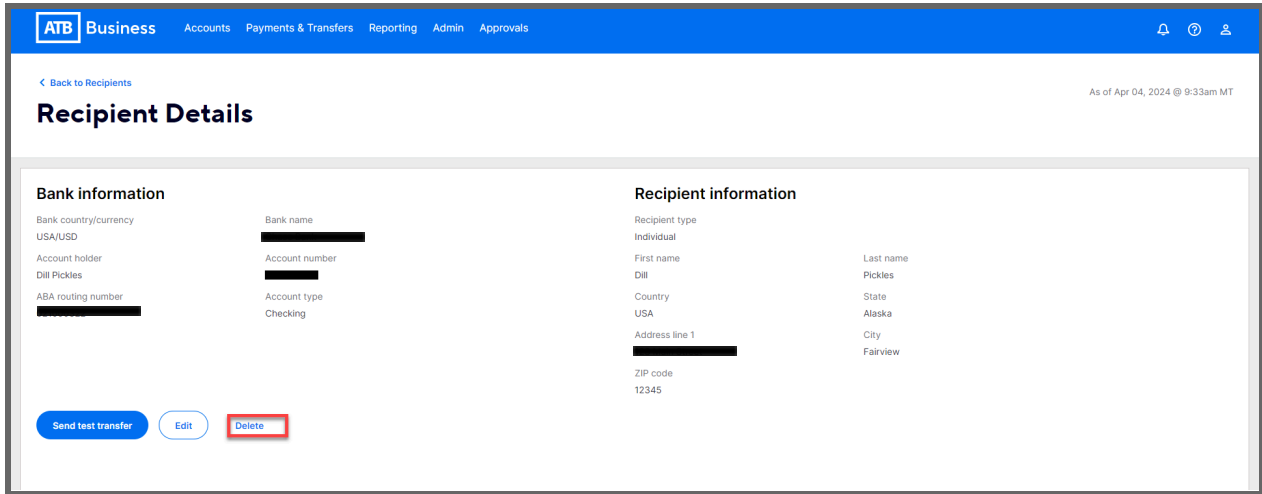 ATB Business Accounts Payments & Transfers Reporting Admin Approvals
Back to Recipients
As of Apr 04, 2024 @ 9:33am MT
Recipient Details
Bank information
Bank country/currency Bank name
USA/USD
Account holder Account number
Dill Pickles
ABA routing number Account type
Checking
Recipient information
Recipient type
Individual
First name Last name
Dill Pickles
Country State
USA Alaska
Address line 1 City
Fairview
ZIP code
12345
Send test transfer Edit Delete